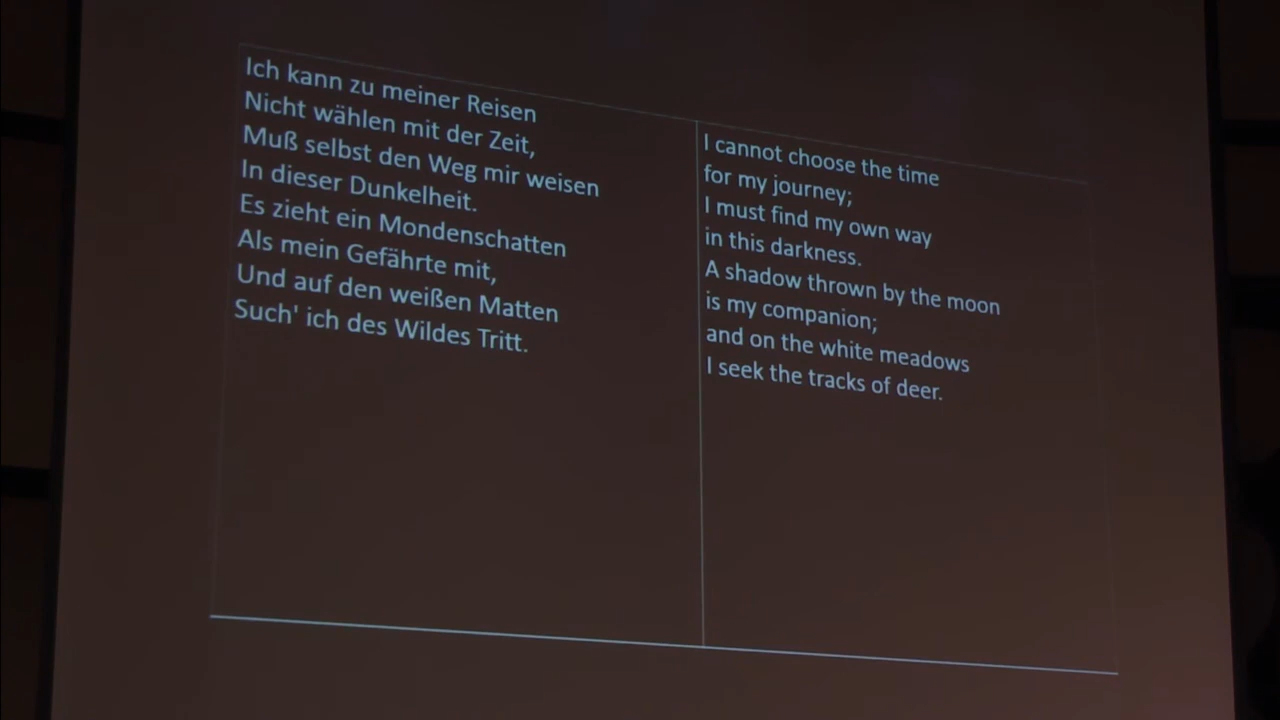 Ich kann zu meiner Reisen
Nicht wählen mit der Zeit,
Muß selbst den Weg mir weisen
In dieser Dunkelheit.
Es zieht ein Mondenschatten
Als mein Gefährte mit,
Und auf den weißen Matten
Such' ich des Wildes Tritt.
I cannot choose the time
for my journey;
I must find my own way
in this darkness.
A shadow thrown by the moon
is my companion;
and on the white meadows
I seek the tracks of deer.